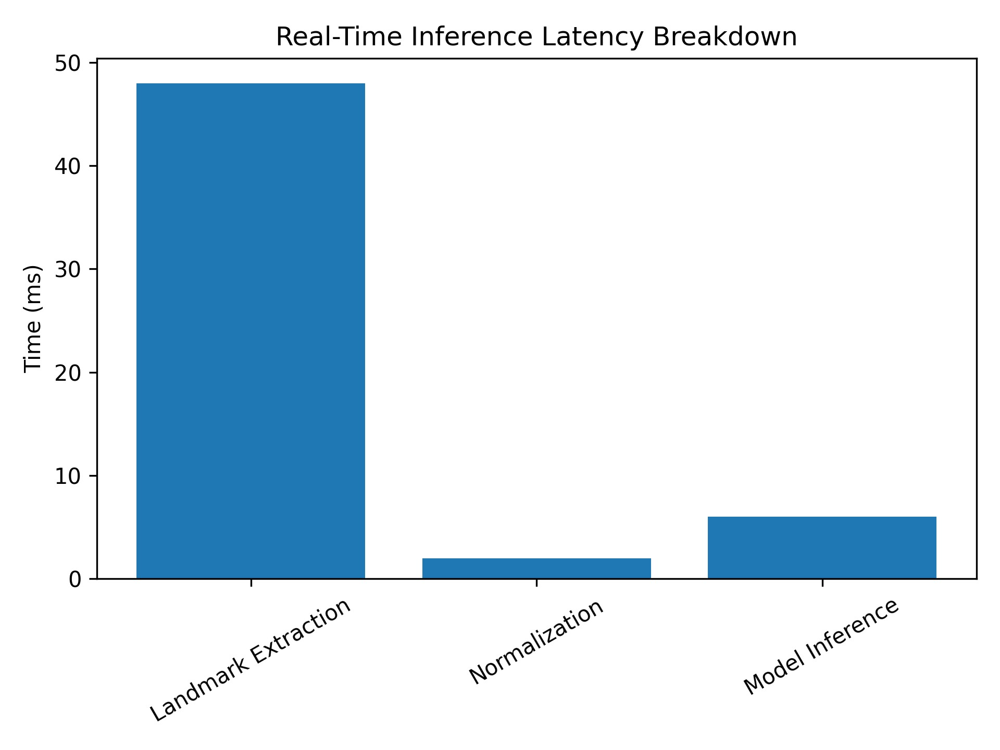 Real-Time Inference Latency Breakdown
Time (ms)
50
40
30
20
10
0
Landmark Extraction
Normalization
Model Inference